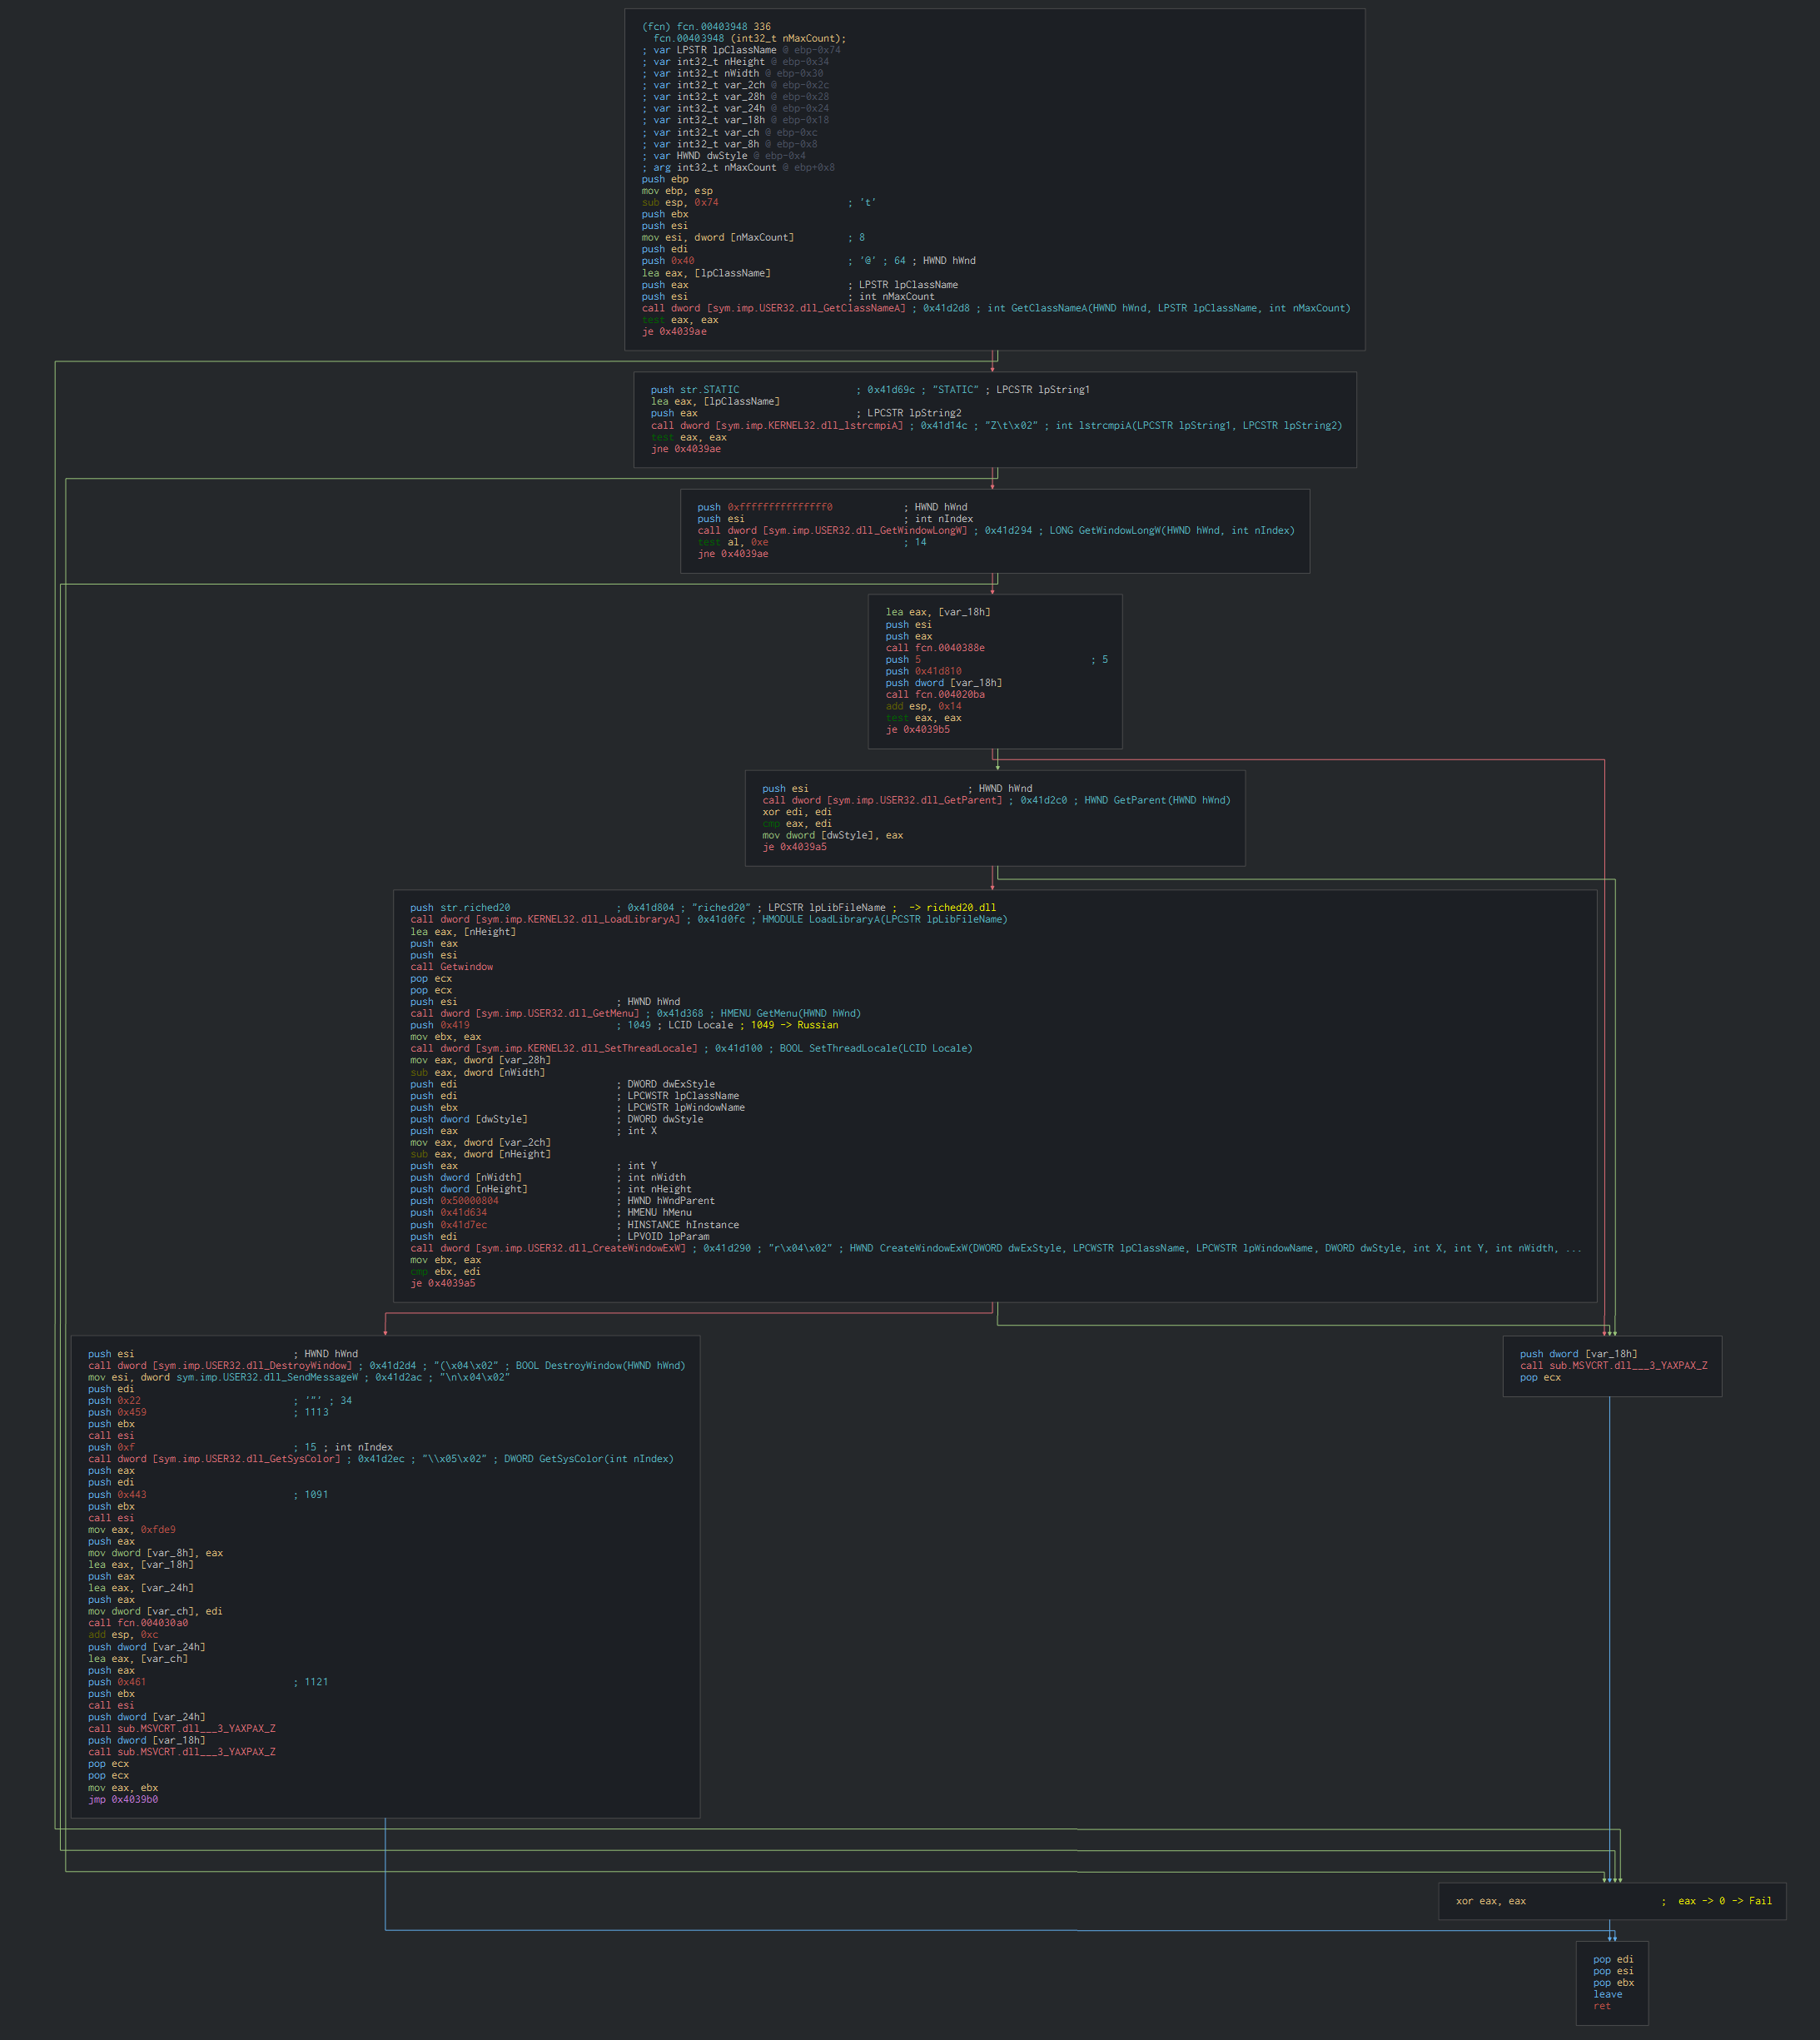 (fcn) fcn.00403948 336
fcn.00403948 (int32_t nMaxCount);
; var LPSTR lpClassName @ ebp-0x74
; var int32_t nHeight @ ebp-0x34
; var int32_t nWidth @ ebp-0x30
; var int32_t var_2ch @ ebp-0x2c
; var int32_t var_28h @ ebp-0x28
; var int32_t var_24h @ ebp-0x24
; var int32_t var_18h @ ebp-0x18
; var int32_t var_ch @ ebp-0xc
; var int32_t var_8h @ ebp-0x8
; var HWND dwStyle @ ebp-0x4
; arg int32_t nMaxCount @ ebp+0x8
push ebp
mov ebp, esp
sub esp, 0x74 ; 't'
push ebx
push esi
mov esi, dword [nMaxCount] ; 8
push edi
push 0x40 ; '@' ; 64 ; HWND hWnd
lea eax, [lpClassName]
push eax ; LPSTR lpClassName
push esi ; int nMaxCount
call dword [sym.imp.USER32.dll_GetClassNameA] ; 0x41d2d8 ; int GetClassNameA(HWND hWnd, LPSTR lpClassName, int nMaxCount)
test eax, eax
je 0x4039ae
push str.STATIC ; 0x41d69c ; "STATIC" ; LPCSTR lpString1
lea eax, [lpClassName]
push eax ; LPCSTR lpString2
call dword [sym.imp.KERNEL32.dll_lstrcmpiA] ; 0x41d14c ; "Z\t\x02" ; int lstrcmpiA(LPCSTR lpString1, LPCSTR lpString2)
test eax, eax
jne 0x4039ae
push 0xfffffffffffffff0 ; HWND hWnd
push esi ; int nIndex
call dword [sym.imp.USER32.dll_GetWindowLongW] ; 0x41d294 ; LONG GetWindowLongW(HWND hWnd, int nIndex)
test al, 0xe ; 14
jne 0x4039ae
lea eax, [var_18h]
push esi
push eax
call fcn.0040388e
push 5 ; 5
push 0x41d810
push dword [var_18h]
call fcn.004020ba
add esp, 0x14
test eax, eax
je 0x4039b5
push esi ; HWND hWnd
call dword [sym.imp.USER32.dll_GetParent] ; 0x41d2c0 ; HWND GetParent(HWND hWnd)
xor edi, edi
cmp eax, edi
mov dword [dwStyle], eax
je 0x4039a5
push str.riched20 ; 0x41d804 ; "riched20" ; LPCSTR lpLibFileName ; -> riched20.dll
call dword [sym.imp.KERNEL32.dll_LoadLibraryA] ; 0x41d0fc ; HMODULE LoadLibraryA(LPCSTR lpLibFileName)
lea eax, [nHeight]
push eax
push esi
call Getwindow
pop ecx
pop ecx
push esi ; HWND hWnd
call dword [sym.imp.USER32.dll_GetMenu] ; 0x41d368 ; HMENU GetMenu(HWND hWnd)
push 0x419 ; 1049 ; LCID Locale ; 1049 -> Russian
mov ebx, eax
call dword [sym.imp.KERNEL32.dll_SetThreadLocale] ; 0x41d100 ; BOOL SetThreadLocale(LCID Locale)
mov eax, dword [var_28h]
sub eax, dword [nWidth]
push edi ; DWORD dwExStyle
push edi ; LPCWSTR lpClassName
push ebx ; LPCWSTR lpWindowName
push dword [dwStyle] ; DWORD dwStyle
push eax ; int X
mov eax, dword [var_2ch]
sub eax, dword [nHeight]
push eax ; int Y
push dword [nWidth] ; int nWidth
push dword [nHeight] ; int nHeight
push 0x50000804 ; HWND hWndParent
push 0x41d634 ; HMENU hMenu
push 0x41d7ec ; HINSTANCE hInstance
push edi ; LPVOID lpParam
call dword [sym.imp.USER32.dll_CreateWindowExW] ; 0x41d290 ; "r\x04\x02" ; HWND CreateWindowExW(DWORD dwExStyle, LPCWSTR lpClassName, LPCWSTR lpWindowName, DWORD dwStyle, int X, int Y, int nWidth, ...
mov ebx, eax
cmp ebx, edi
je 0x4039a5
push esi ; HWND hWnd
call dword [sym.imp.USER32.dll_DestroyWindow] ; 0x41d2d4 ; "(\x04\x02" ; BOOL DestroyWindow(HWND hWnd)
mov esi, dword sym.imp.USER32.dll_SendMessageW ; 0x41d2ac ; "\n\x04\x02"
push edi
push 0x22 ; '"' ; 34
push 0x459 ; 1113
push ebx
call esi
push 0xf ; 15 ; int nIndex
call dword [sym.imp.USER32.dll_GetSysColor] ; 0x41d2ec ; "\\x05\x02" ; DWORD GetSysColor(int nIndex)
push eax
push edi
push 0x443 ; 1091
push ebx
call esi
mov eax, 0xfde9
push eax
mov dword [var_8h], eax
lea eax, [var_18h]
push eax
lea eax, [var_24h]
push eax
mov dword [var_ch], edi
call fcn.004030a0
add esp, 0xc
push dword [var_24h]
lea eax, [var_ch]
push eax
push 0x461 ; 1121
push ebx
call esi
push dword [var_24h]
call sub.MSVCRT.dll___3_YAXPAX_Z
push dword [var_18h]
call sub.MSVCRT.dll___3_YAXPAX_Z
pop ecx
pop ecx
mov eax, ebx
jmp 0x4039b0
push dword [var_18h]
call sub.MSVCRT.dll___3_YAXPAX_Z
pop ecx
xor eax, eax ; eax -> 0 -> Fail
pop edi
pop esi
pop ebx
leave
ret